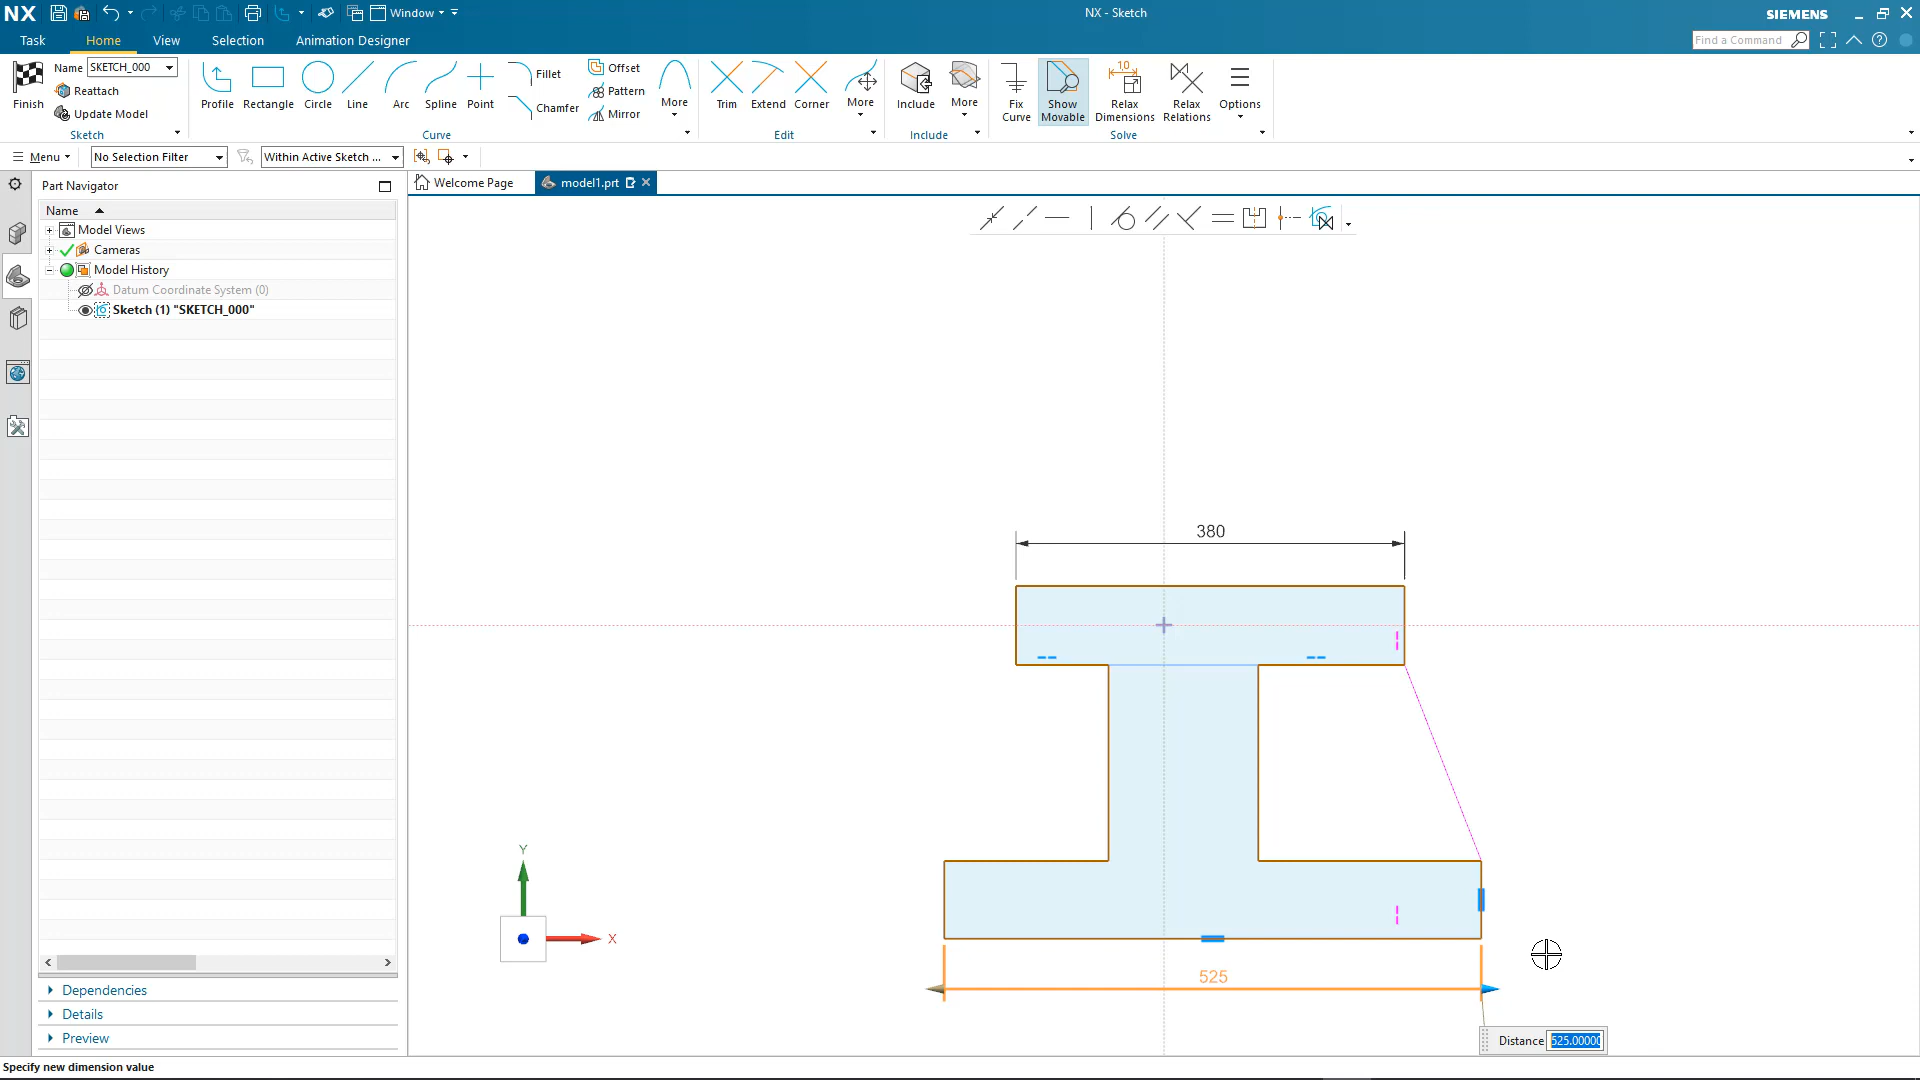 NX
Window
NX - Sketch
SIEMENS
Task
Home
View
Selection
Animation Designer
Find a Command
Finish
Name
SKETCH_000
Reattach
Update Model
Sketch
Profile
Rectangle
Circle
Line
Arc
Spline
Point
Fillet
Chamfer
Offset
Pattern
Mirror
More
Curve
Trim
Extend
Corner
More
Edit
Include
More
Include
Fix
Curve
Show
Movable
Relax
Dimensions
Relax
Relations
Options
Solve
1,0
Menu
No Selection Filter
Within Active Sketch ...
Part Navigator
Welcome Page
model1.prt
Name
Model Views
Cameras
Model History
Datum Coordinate System (0)
Sketch (1) "SKETCH_000"
380
Y
X
525
Dependencies
Details
Preview
Distance
525.00000
Specify new dimension value